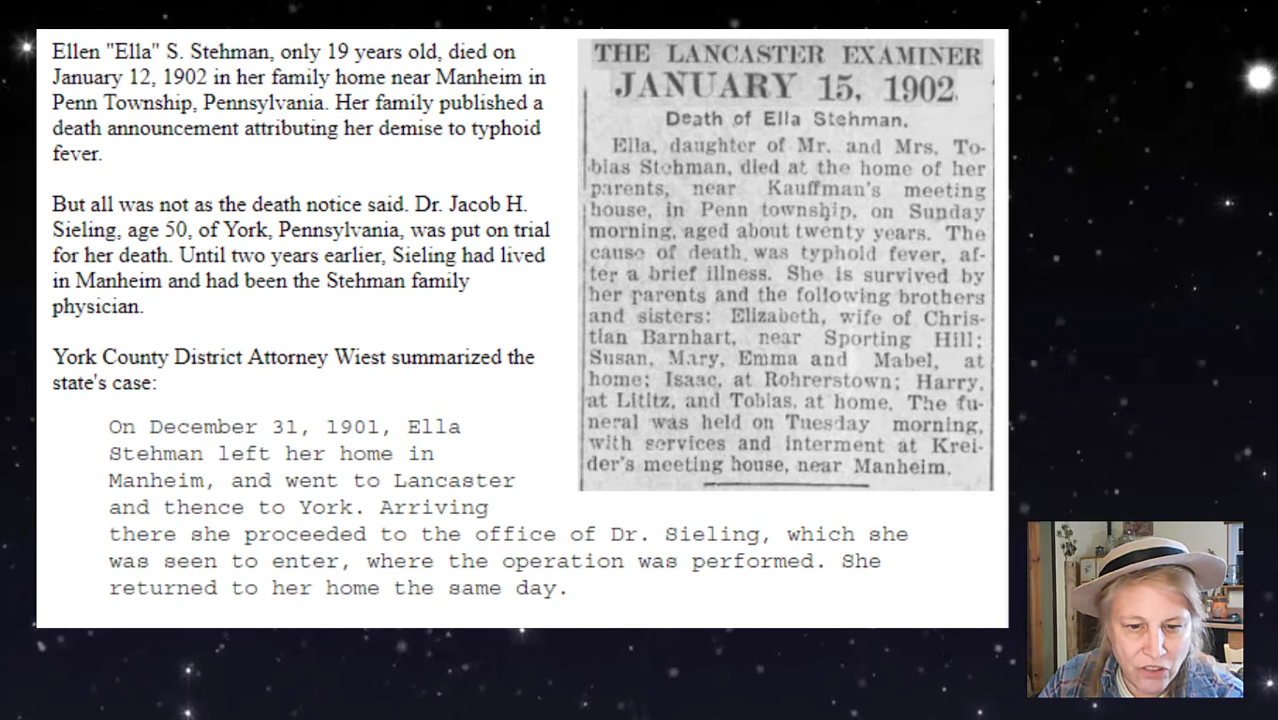 Ellen "Ella" S. Stehman, only 19 years old, died on
January 12, 1902 in her family home near Manheim in
Penn Township, Pennsylvania. Her family published a
death announcement attributing her demise to typhoid
fever.
But all was not as the death notice said. Dr. Jacob H.
Sieling, age 50, of York, Pennsylvania, was put on trial
for her death. Until two years earlier, Sieling had lived
in Manheim and had been the Stehman family
physician.
York County District Attorney Wiest summarized the
state's case:
On December 31, 1901, Ella
Stehman left her home in
Manheim, and went to Lancaster
and thence to York. Arriving
there she proceeded to the office of Dr. Sieling, which she
was seen to enter, where the operation was performed. She
returned to her home the same day.
THE LANCASTER EXAMINER
JANUARY 15, 1902
Death of Ella Stehman.
Ella, daughter of Mr. and Mrs. To-
bias Stehman, died at the home of her
parents, near Kauffman's meeting
house, in Penn township, on Sunday
morning, aged about twenty years. The
cause of death was typhoid fever, af-
ter a brief illness. She is survived by
her parents and the following brothers
and sisters: Elizabeth, wife of Chris-
tian Barnhart, near Sporting Hill;
Susan, Mary, Emma and Mabel, at
home; Isaac, at Rohrerstown; Harry,
at Lititz, and Tobias, at home. The fu-
neral was held on Tuesday morning,
with services and interment at Krei-
der's meeting house, near Manheim.